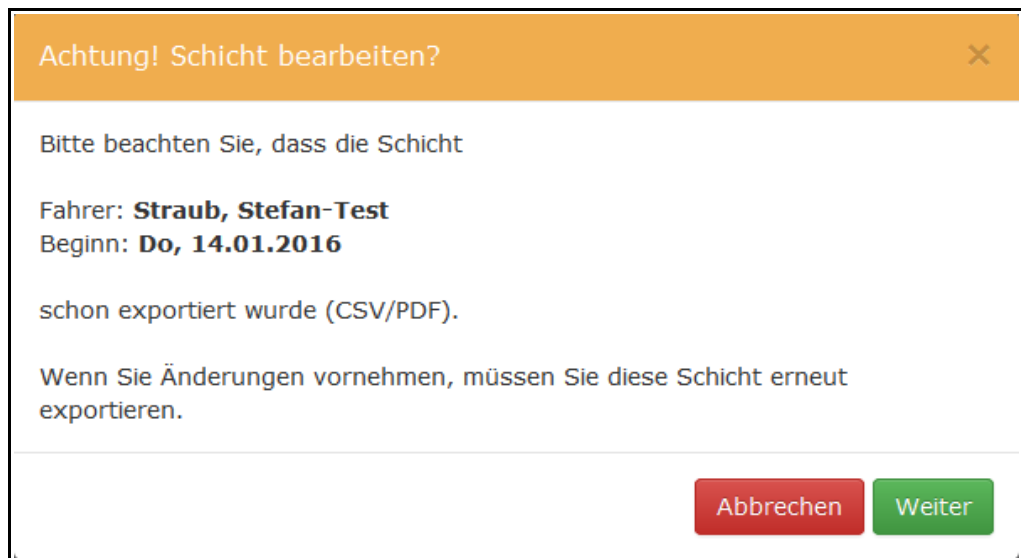 Achtung! Schicht bearbeiten?
×
Bitte beachten Sie, dass die Schicht
Fahrer: Straub, Stefan-Test
Beginn: Do, 14.01.2016
schon exportiert wurde (CSV/PDF).
Wenn Sie Änderungen vornehmen, müssen Sie diese Schicht erneut
exportieren.
Abbrechen Weiter